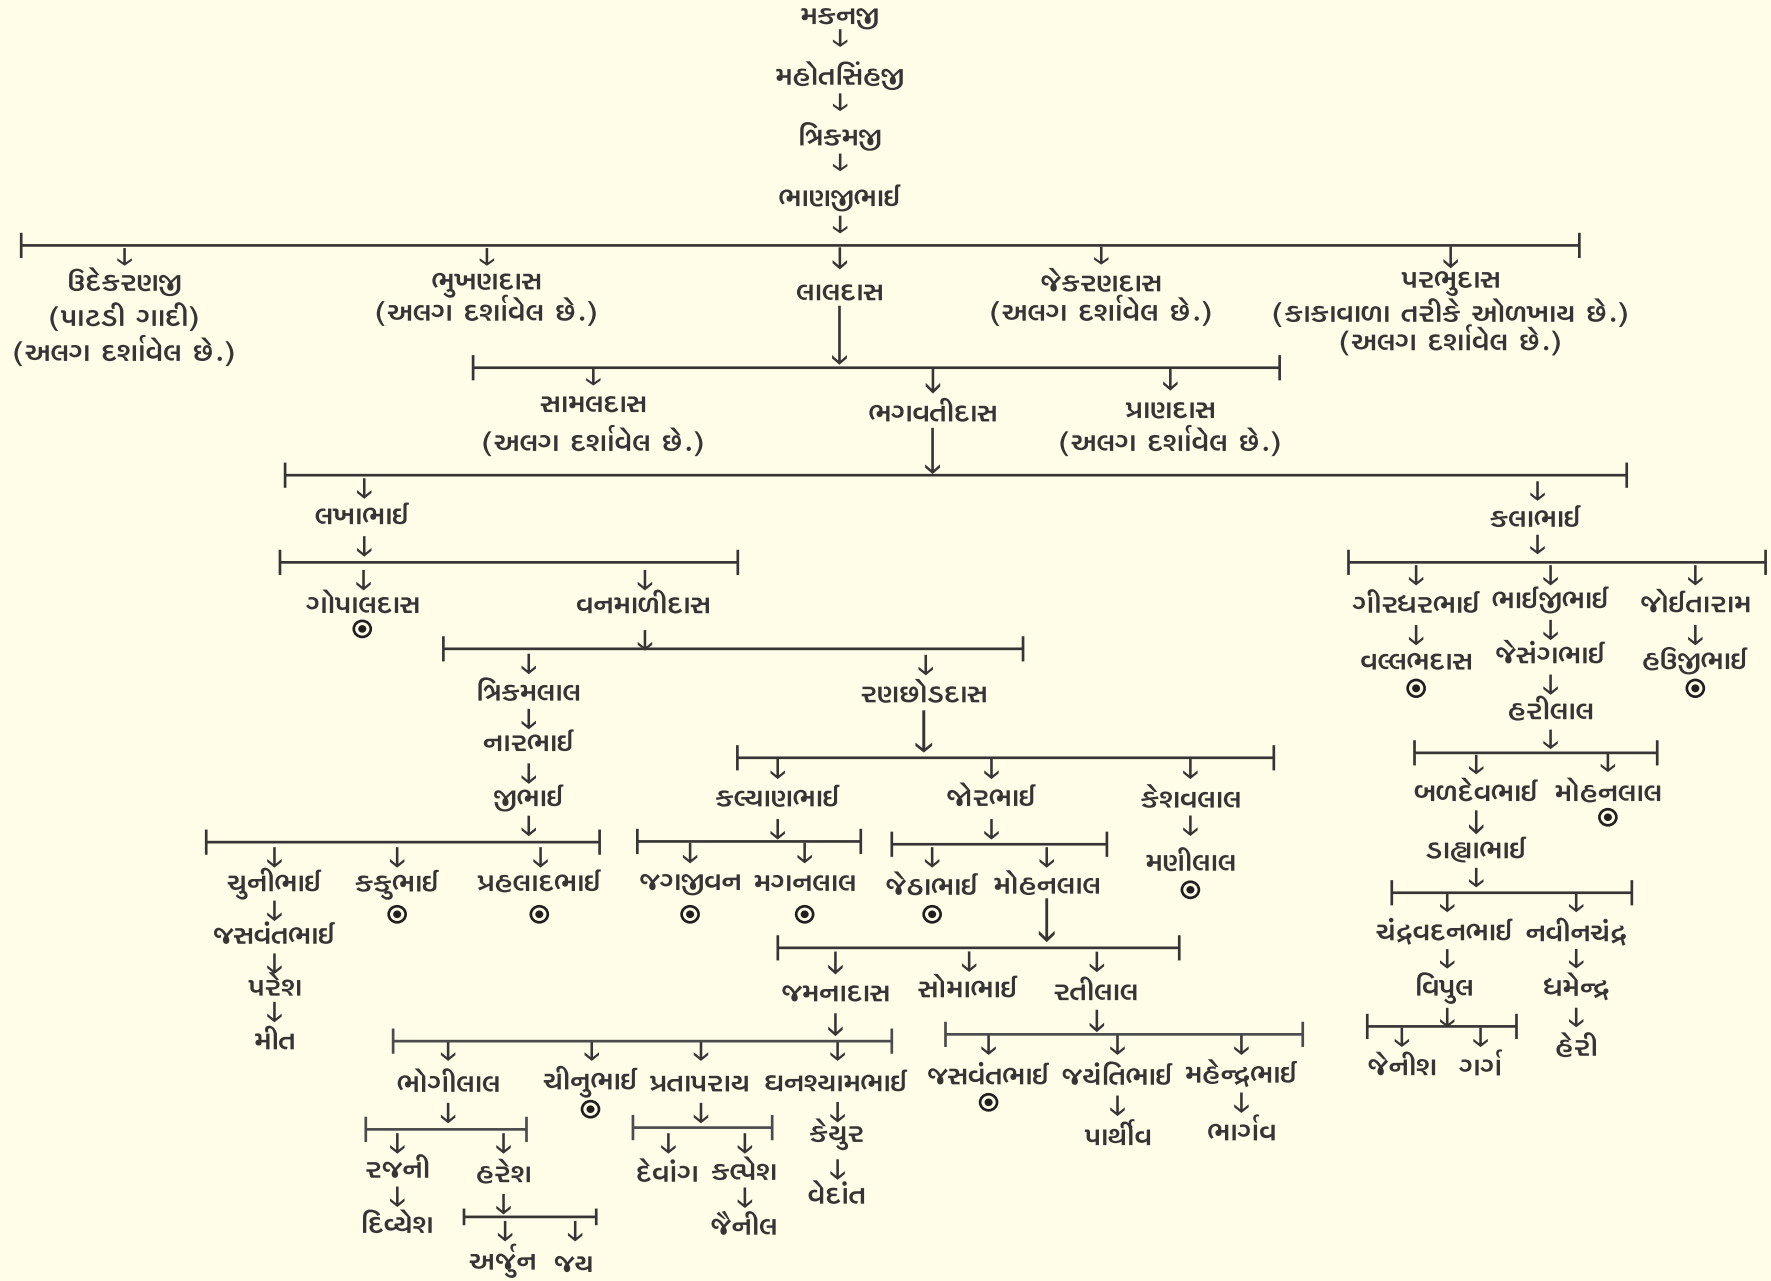 મકનજી
મહોતસિંહજી
ત્રિકમજી
ભાણજીભાઈ
ઉદેકરણજી
(પાટડી ગાદી)
(અલગ દર્શાવેલ છે.)
ભુખણદાસ
(અલગ દર્શાવેલ છે.)
લાલદાસ
જેકરણદાસ
(અલગ દર્શાવેલ છે.)
પરભુદાસ
(કાકાવાળા તરીકે ઓળખાય છે.)
(અલગ દર્શાવેલ છે.)
સામલદાસ
(અલગ દર્શાવેલ છે.)
ભગવતીદાસ
પ્રાણદાસ
(અલગ દર્શાવેલ છે.)
લખાભાઈ
કલાભાઈ
ગોપાલદાસ
વનમાળીદાસ
ગીરધરભાઈ
ભાઈજીભાઈ
જોઈતારામ
વલ્લભદાસ
જેસંગભાઈ
હઉજીભાઈ
ત્રિકમલાલ
રણછોડદાસ
હરીલાલ
નારભાઈ
જીભાઈ
કલ્યાણભાઈ
જોરભાઈ
કેશવલાલ
બળદેવભાઈ
મોહનલાલ
ચુનીભાઈ
કકુભાઈ
પ્રહલાદભાઈ
જગજીવન
મગનલાલ
જેઠાભાઈ
મોહનલાલ
મણીલાલ
ડાહ્યાભાઈ
જસવંતભાઈ
ચંદ્રવદનભાઈ
નવીનચંદ્ર
પરેશ
જમનાદાસ
સોમાભાઈ
રતીલાલ
વિપુલ
ધમેન્દ્ર
મીત
જેનીશ
ગર્ગ
હેરી
ભોગીલાલ
ચીનુભાઈ
પ્રતાપરાય
ઘનશ્યામભાઈ
જસવંતભાઈ
જયંતિભાઈ
મહેન્દ્રભાઈ
કેયુર
પાર્થીવ
ભાર્ગવ
રજની
હરેશ
દેવાંગ
કલ્પેશ
વેદાંત
દિવ્યેશ
જૈનીલ
અર્જુન
જય